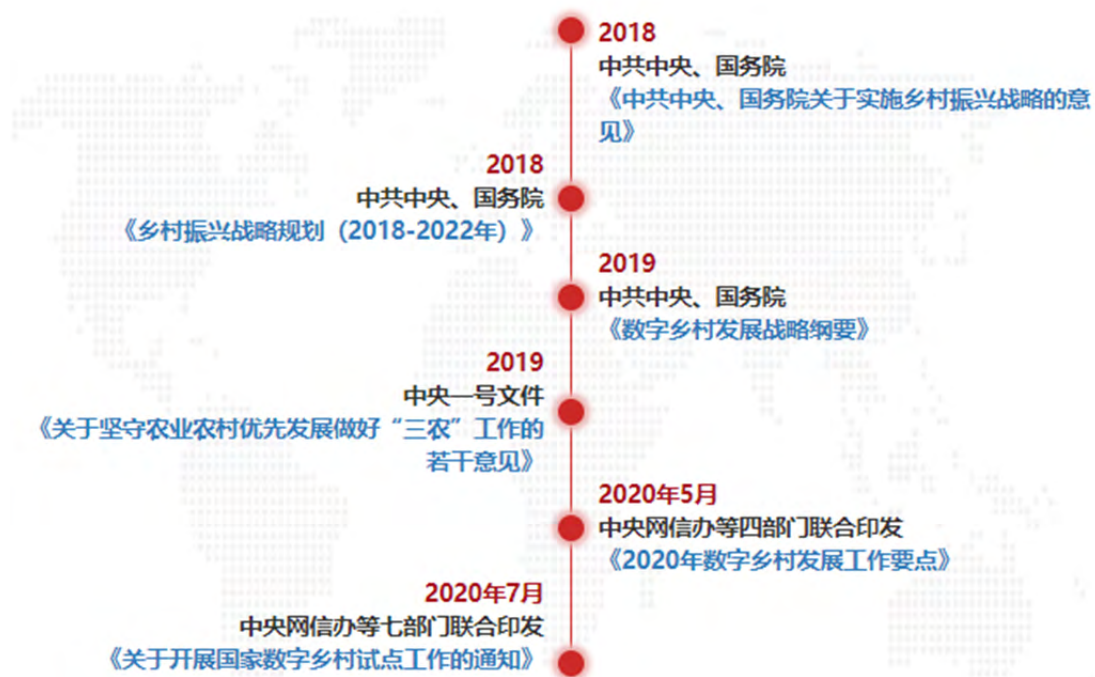 2018
中共中央、国务院
《中共中央、国务院关于实施乡村振兴战略的意
见》
2018
中共中央、国务院
《乡村振兴战略规划（2018-2022年）》
2019
中共中央、国务院
《数字乡村发展战略纲要》
2019
中央一号文件
《关于坚守农业农村优先发展做好“三农”工作的
若干意见》
2020年5月
中央网信办等四部门联合印发
《2020年数字乡村发展工作要点》
2020年7月
中央网信办等七部门联合印发
《关于开展国家数字乡村试点工作的通知》